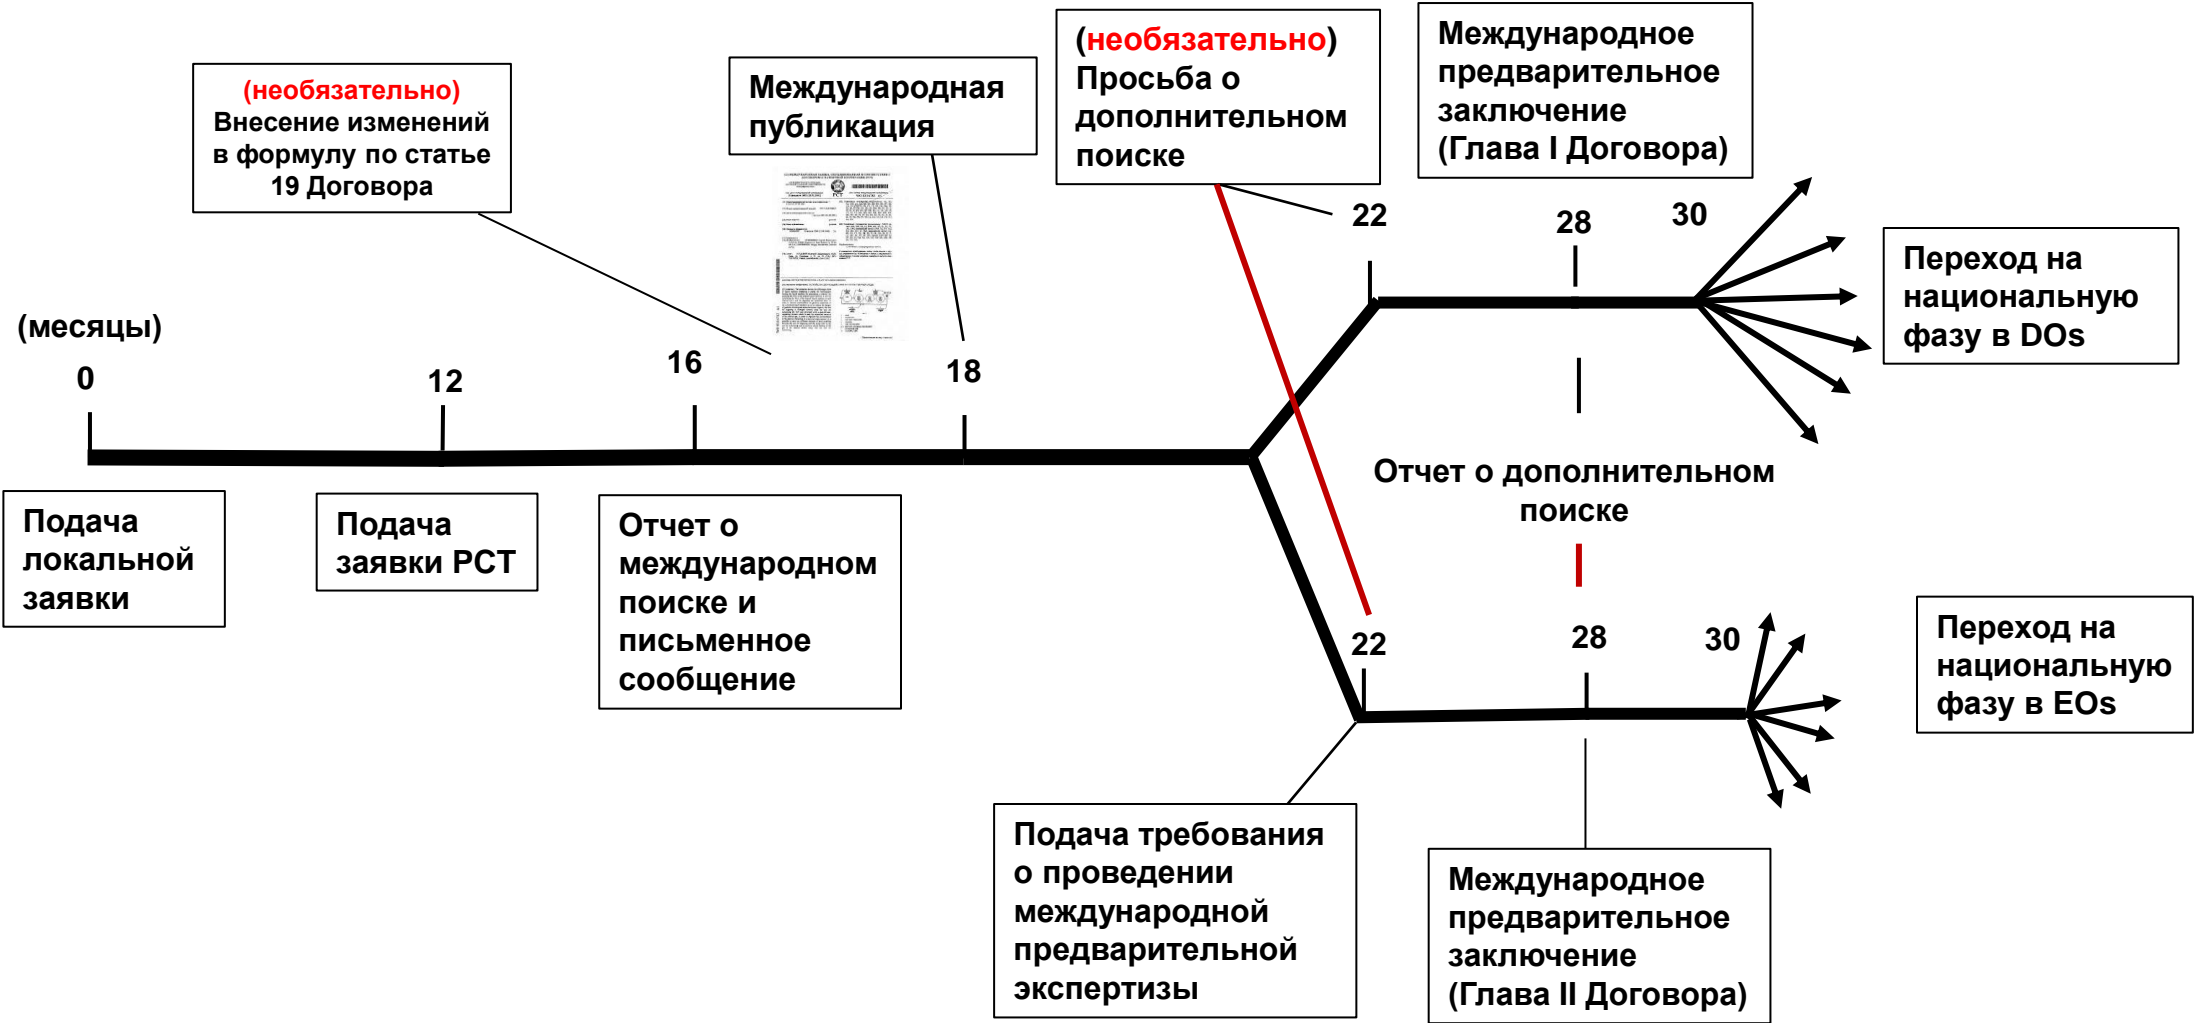 (необязательно)
Внесение изменений
в формулу по статье
19 Договора
Международная
публикация
(необязательно)
Просьба о
дополнительном
поиске
Международное
предварительное
заключение
(Глава I Договора)
22
28
30
Переход на
национальную
фазу в DOs
(месяцы)
0
12
16
18
Отчет о дополнительном
поиске
Подача
локальной
заявки
Подача
заявки PCT
Отчет о
международном
поиске и
письменное
сообщение
22
28
30
Переход на
национальную
фазу в EOs
Подача требования
о проведении
международной
предварительной
экспертизы
Международное
предварительное
заключение
(Глава II Договора)